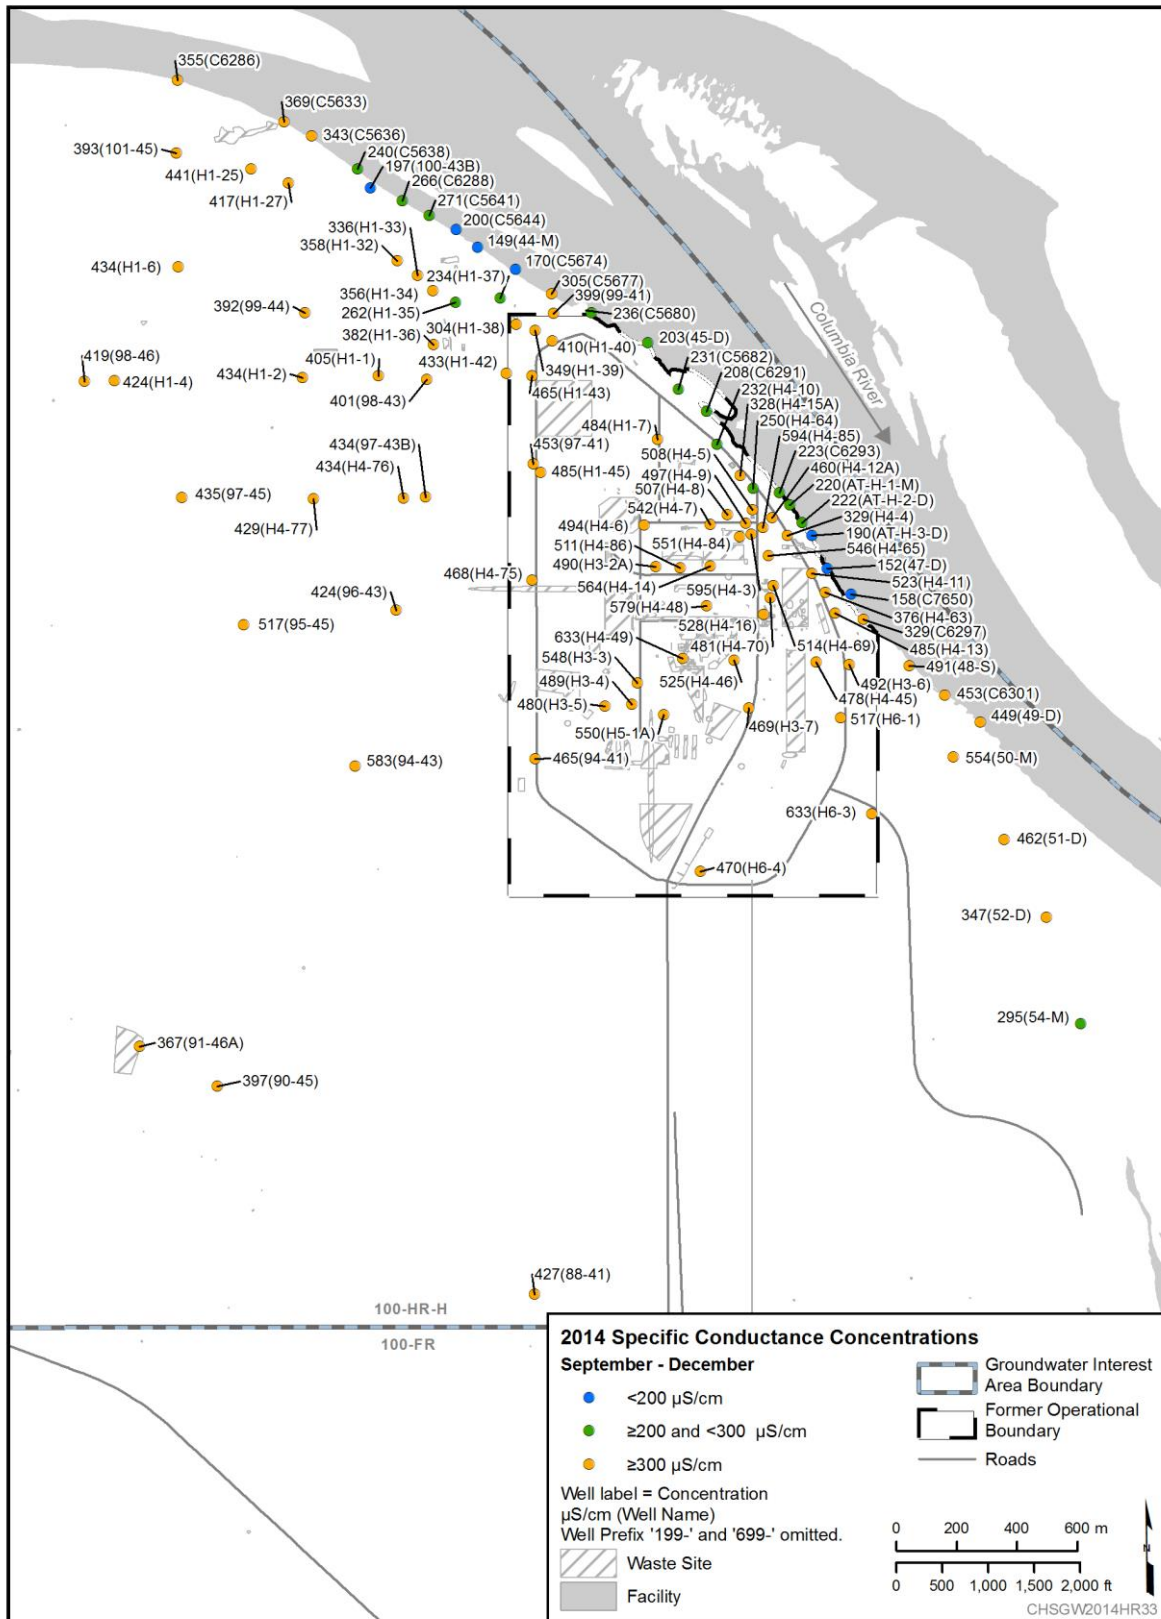 355(C6286)
369(C5633)
343(C5636)
393(101-45)
240(C5638)
197(100-43B)
441(H1-25)
266(C6288)
417(H1-27)
271(C5641)
200(C5644)
336(H1-33)
149(44-M)
358(H1-32)
170(C5674)
434(H1-6)
234(H1-37)
305(C5677)
356(H1-34)
399(99-41)
262(H1-35)
392(99-44)
236(C5680)
304(H1-38)
382(H1-36)
203(45-D)
410(H1-40)
419(98-46)
405(H1-1)
433(H1-42)
231(C5682)
349(H1-39)
208(C6291)
424(H1-4)
434(H1-2)
232(H4-10)
465(H1-43)
401(98-43)
328(H4-15A)
250(H4-64)
484(H1-7)
594(H4-85)
434(97-43B)
453(97-41)
508(H4-5)
223(C6293)
434(H4-76)
460(H4-12A)
485(H1-45)
497(H4-9)
220(AT-H-1-M)
507(H4-8)
435(97-45)
222(AT-H-2-D)
542(H4-7)
329(H4-4)
494(H4-6)
429(H4-77)
190(AT-H-3-D)
551(H4-84)
511(H4-86)
546(H4-65)
490(H3-2A)
152(47-D)
468(H4-75)
523(H4-11)
564(H4-14)
595(H4-3)
158(C7650)
424(96-43)
579(H4-48)
376(H4-63)
517(95-45)
528(H4-16)
329(C6297)
633(H4-49)
481(H4-70)
514(H4-69)
485(H4-13)
548(H3-3)
491(48-S)
525(H4-46)
492(H3-6)
489(H3-4)
453(C6301)
478(H4-45)
480(H3-5)
449(49-D)
469(H3-7)
517(H6-1)
550(H5-1A)
554(50-M)
583(94-43)
465(94-41)
633(H6-3)
462(51-D)
470(H6-4)
347(52-D)
295(54-M)
367(91-46A)
397(90-45)
427(88-41)
Columbia River
100-HR-H
100-FR
2014 Specific Conductance Concentrations
September - December
<200 µS/cm
≥200 and <300 µS/cm
≥300 µS/cm
Well label = Concentration
µS/cm (Well Name)
Well Prefix '199-' and '699-' omitted.
Waste Site
Facility
Groundwater Interest
Area Boundary
Former Operational
Boundary
Roads
0 200 400 600 m
0 500 1,000 1,500 2,000 ft
N
CHSGW2014HR33